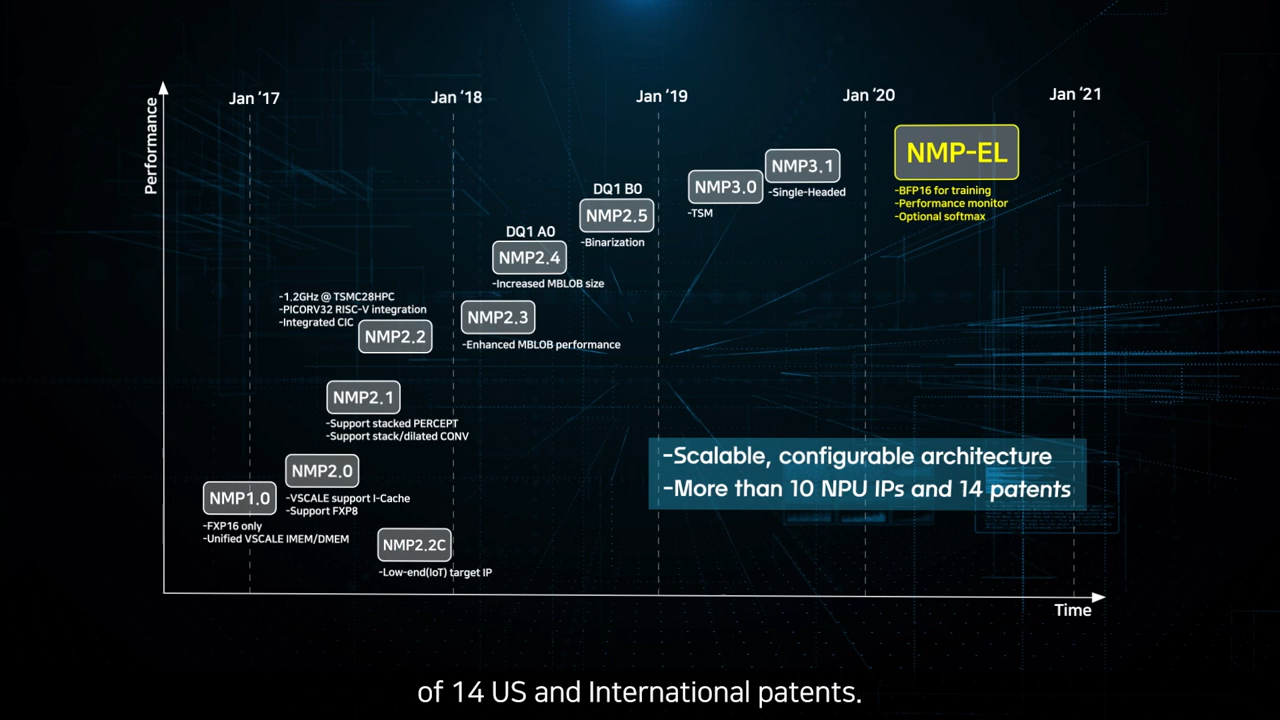 Jan ‘17
Jan ‘18
Jan ‘19
Jan ‘20
Jan ‘21
Performance
NMP-EL
-BFP16 for training
-Performance monitor
-Optional softmax
NMP3.1
-Single-Headed
NMP3.0
-TSM
DQ1 B0
NMP2.5
-Binarization
DQ1 A0
NMP2.4
-Increased MBLOB size
-1.2GHz @ TSMC28HPC
-PICORV32 RISC-V integration
-Integrated CIC
NMP2.2
NMP2.3
-Enhanced MBLOB performance
NMP2.1
-Support stacked PERCEPT
-Support stack/dilated CONV
-Scalable, configurable architecture
-More than 10 NPU IPs and 14 patents
NMP2.0
-VSCALE support I-Cache
-Support FXP8
NMP1.0
-FXP16 only
-Unified VSCALE IMEM/DMEM
NMP2.2C
-Low-end(IoT) target IP
Time
of 14 US and International patents.